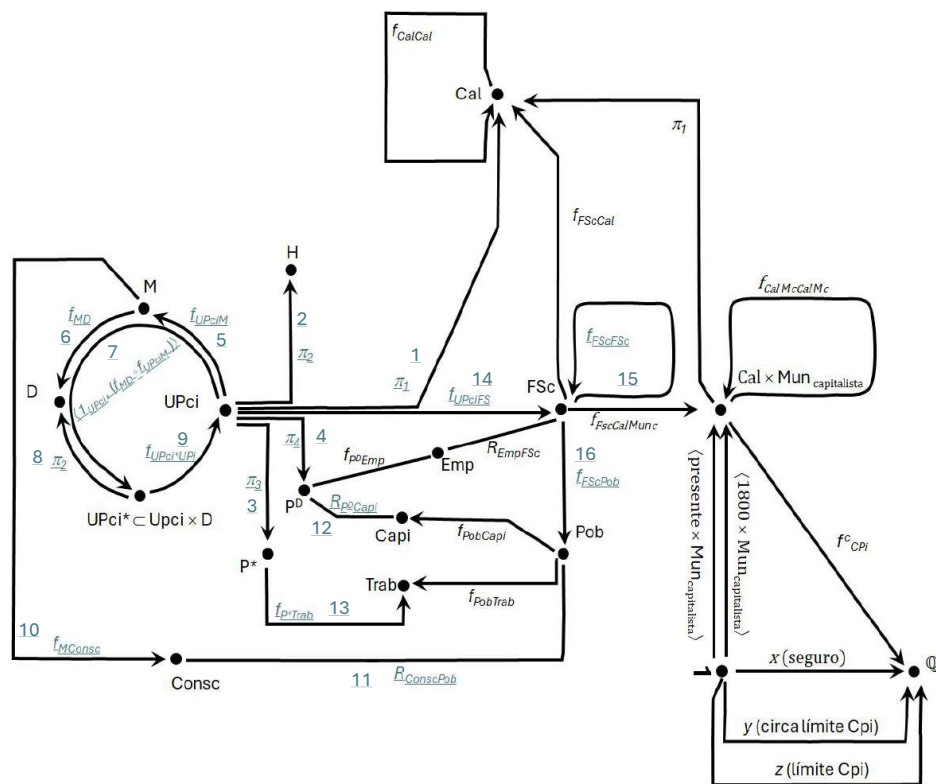 f_CalCal
Cal
π_1
f_FScCal
H
M
f_CalMcCalMc
f_MD
f_UPciM
6
5
2
f_FScFSc
7
⟨1_UPci, (f_MD∘f_UPciM)⟩
1
π_2
π_1
14
FSc
15
Cal × Mun_capitalista
D
UPci
f_UPciFS
f_FscCalMunc
9
π_4
4
8
π_2
f_UPci*UPi
f_P^DEmp
Emp
R_EmpFSc
16
f_FScPob
π_3
3
P^D
R_P^DCapi
UPci* ⊂ Upci × D
12
Capi
f_PobCapi
Pob
⟨presente × Mun_capitalista⟩
⟨1800 × Mun_capitalista⟩
f^c_CPi
P*
Trab
f_PobTrab
f_P*Trab
13
10
f_MConsc
Consc
11
R_ConscPob
1
x (seguro)
ℚ
y (circa límite Cpi)
z (límite Cpi)